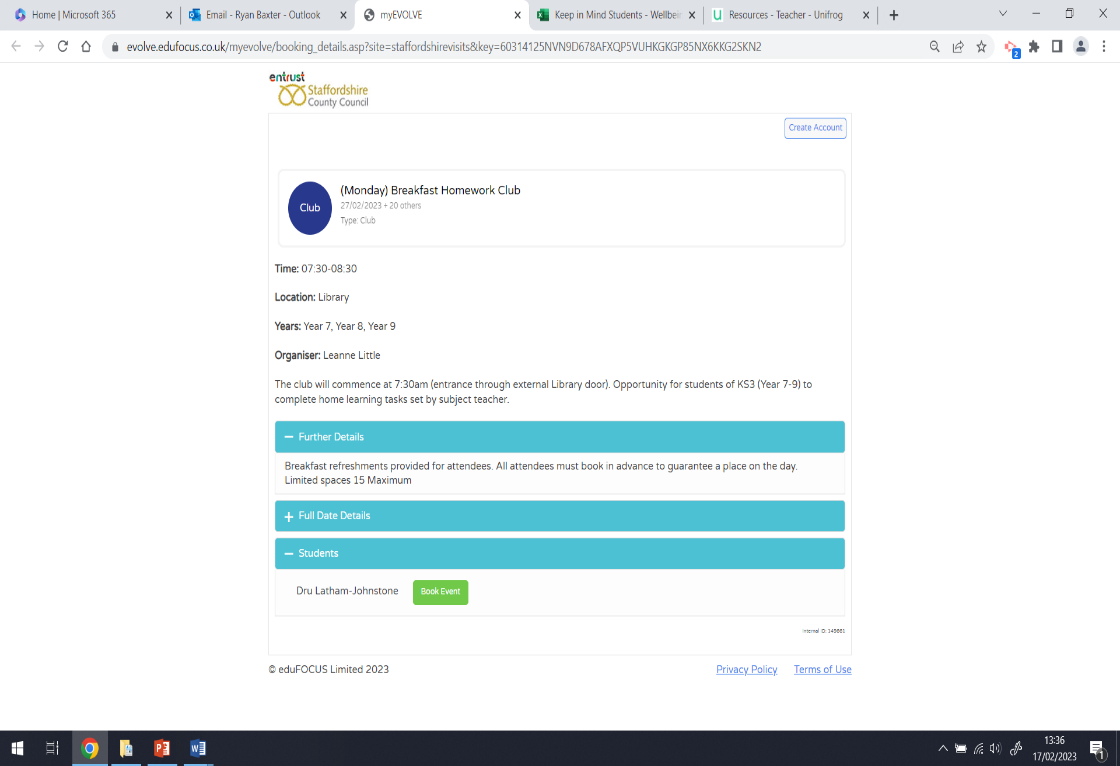 Home | Microsoft 365
Email - Ryan Baxter - Outlook
myEVOLVE
Keep in Mind Students - Wellbein
Resources - Teacher - Unifrog
evolve.edufocus.co.uk/myevolve/booking_details.asp?site=staffordshirevisits&key=60314125NVN9D678AFXQP5VUHKGKGP85NX6KKG2SKN2
2
entrust
Staffordshire
County Council
Create Account
Club
(Monday) Breakfast Homework Club
27/02/2023 + 20 others
Type: Club
Time: 07:30-08:30
Location: Library
Years: Year 7, Year 8, Year 9
Organiser: Leanne Little
The club will commence at 7:30am (entrance through external Library door). Opportunity for students of KS3 (Year 7-9) to
complete home learning tasks set by subject teacher.
Further Details
Breakfast refreshments provided for attendees. All attendees must book in advance to guarantee a place on the day.
Limited spaces 15 Maximum
Full Date Details
Students
Dru Latham-Johnstone
Book Event
Internal ID:
© eduFOCUS Limited 2023
Privacy Policy
Terms of Use
13:36
17/02/2023
1